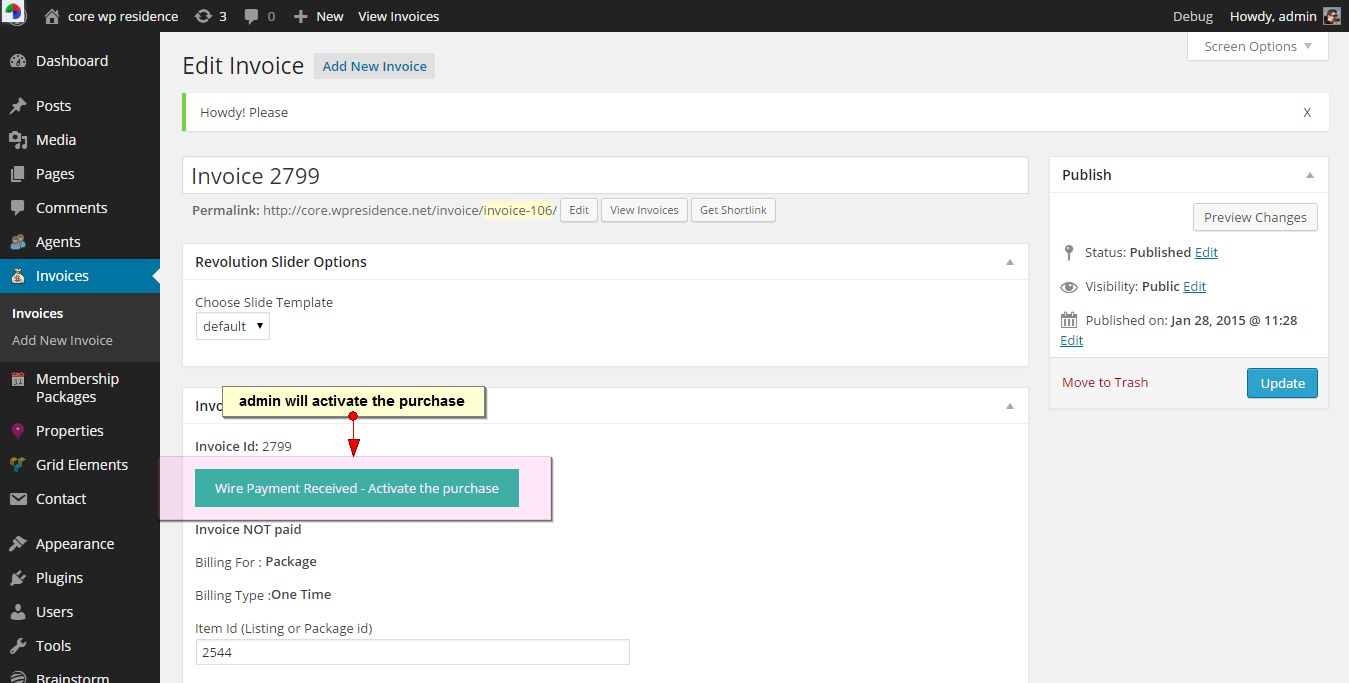 core wp residence 3 0 New View Invoices Debug Howdy, admin
Screen Options
Dashboard
Posts
Media
Pages
Comments
Agents
Invoices
Invoices
Add New Invoice
Membership
Packages
Properties
Grid Elements
Contact
Appearance
Plugins
Users
Tools
Brainstorm
Edit Invoice Add New Invoice
Howdy! Please X
Invoice 2799
Permalink: http://core.wpresidence.net/invoice/invoice-106/ Edit View Invoices Get Shortlink
Revolution Slider Options
Choose Slide Template
default
Invo
admin will activate the purchase
Invoice Id: 2799
Wire Payment Received - Activate the purchase
Invoice NOT paid
Billing For : Package
Billing Type :One Time
Item Id (Listing or Package id)
2544
Publish
Preview Changes
Status: Published Edit
Visibility: Public Edit
31
Published on: Jan 28, 2015 @ 11:28
Edit
Move to Trash Update